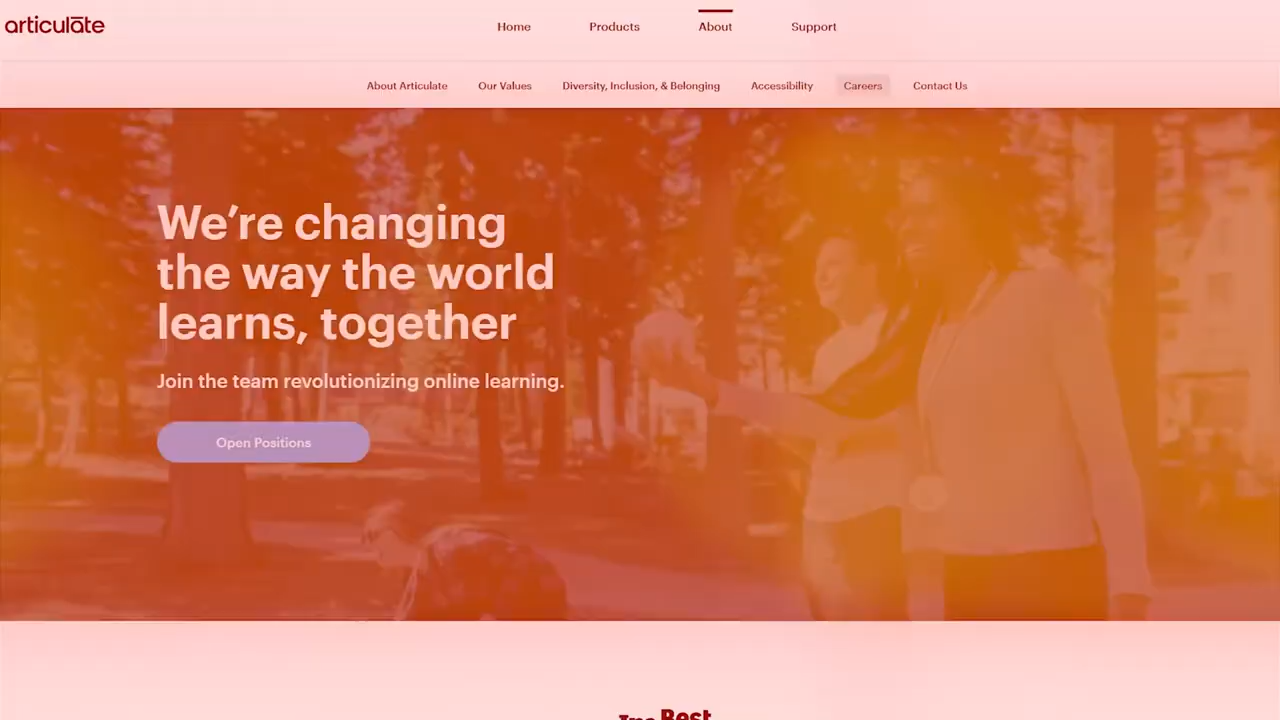 articulate
Home Products About Support
About Articulate Our Values Diversity, Inclusion, & Belonging Accessibility Careers Contact Us
We're changing
the way the world
learns, together
Join the team revolutionizing online learning.
Open Positions
Inc. Best